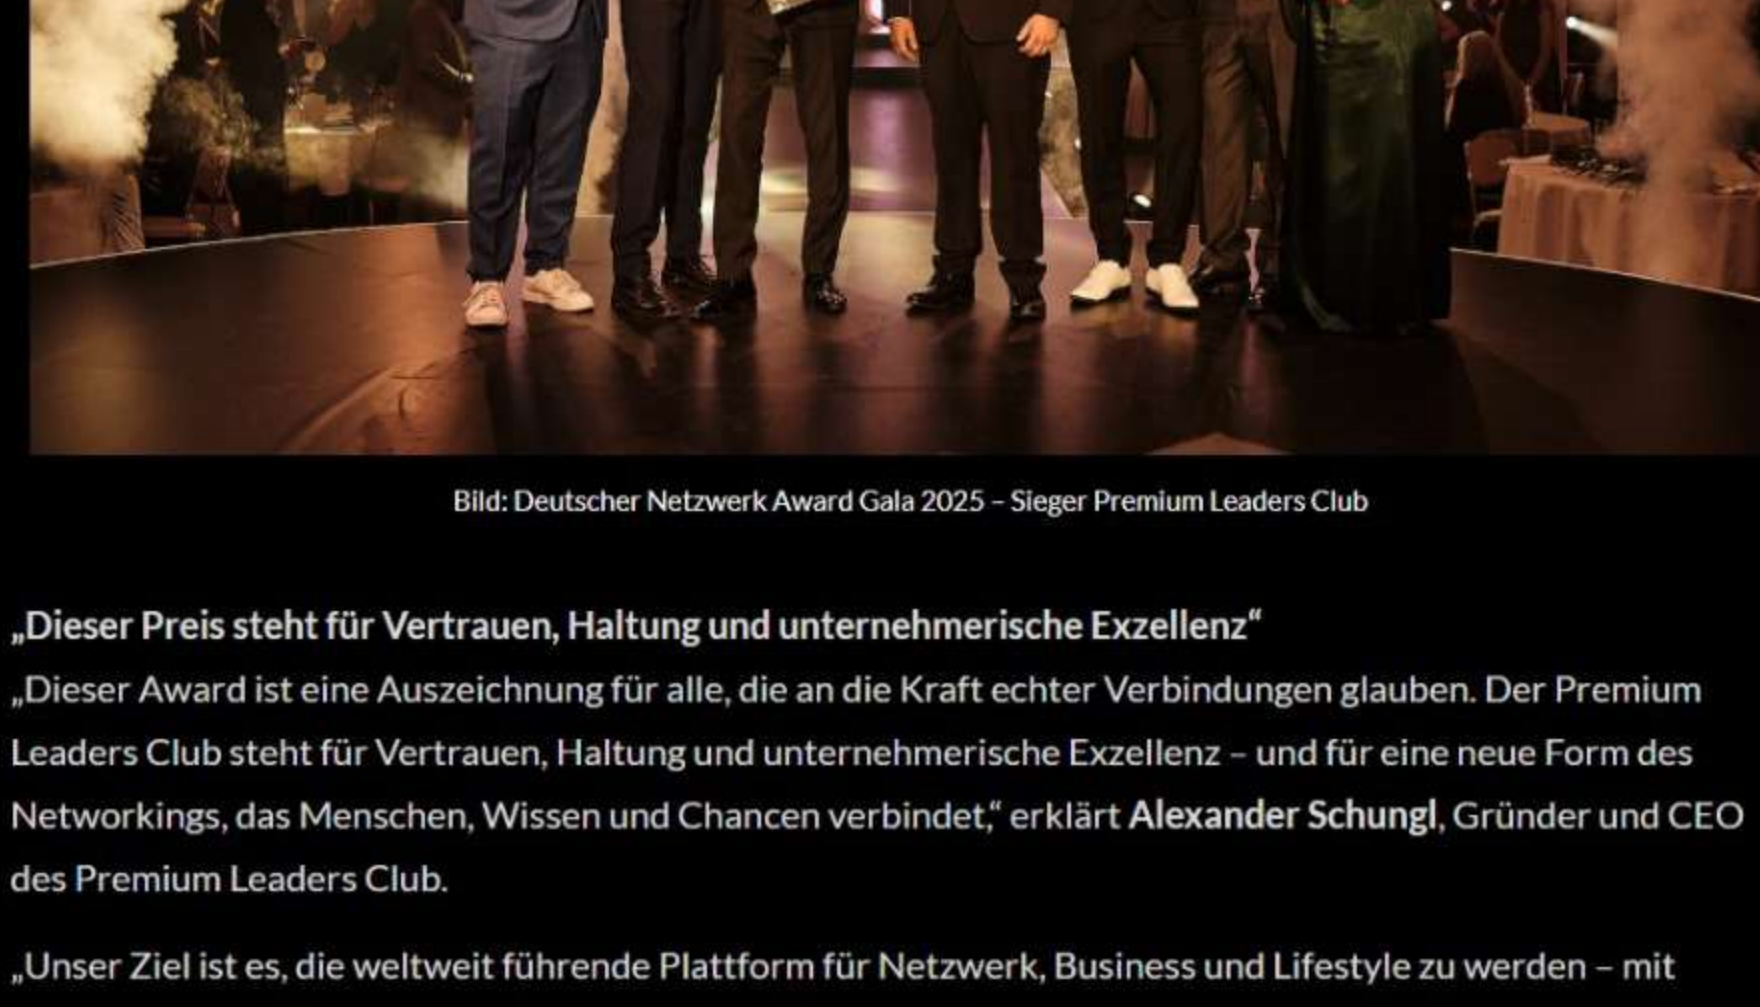 Bild: Deutscher Netzwerk Award Gala 2025 – Sieger Premium Leaders Club
„Dieser Preis steht für Vertrauen, Haltung und unternehmerische Exzellenz“
„Dieser Award ist eine Auszeichnung für alle, die an die Kraft echter Verbindungen glauben. Der Premium
Leaders Club steht für Vertrauen, Haltung und unternehmerische Exzellenz – und für eine neue Form des
Networkings, das Menschen, Wissen und Chancen verbindet,“ erklärt Alexander Schungl, Gründer und CEO
des Premium Leaders Club.
„Unser Ziel ist es, die weltweit führende Plattform für Netzwerk, Business und Lifestyle zu werden – mit